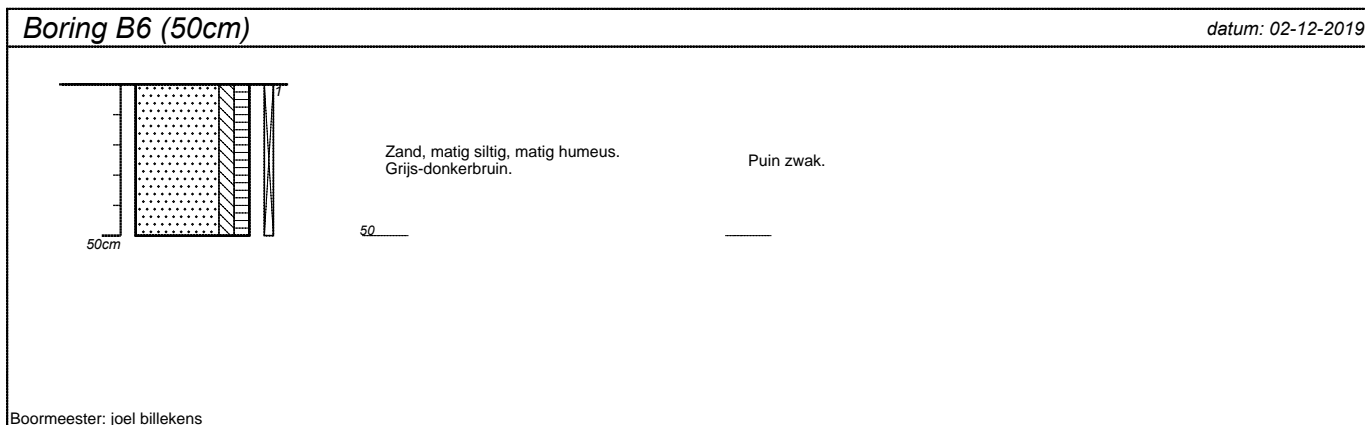 Boring B6 (50cm)
datum: 02-12-2019
1
Zand, matig siltig, matig humeus.
Grijs-donkerbruin.
Puin zwak.
50cm
50
Boormeester: joel billekens